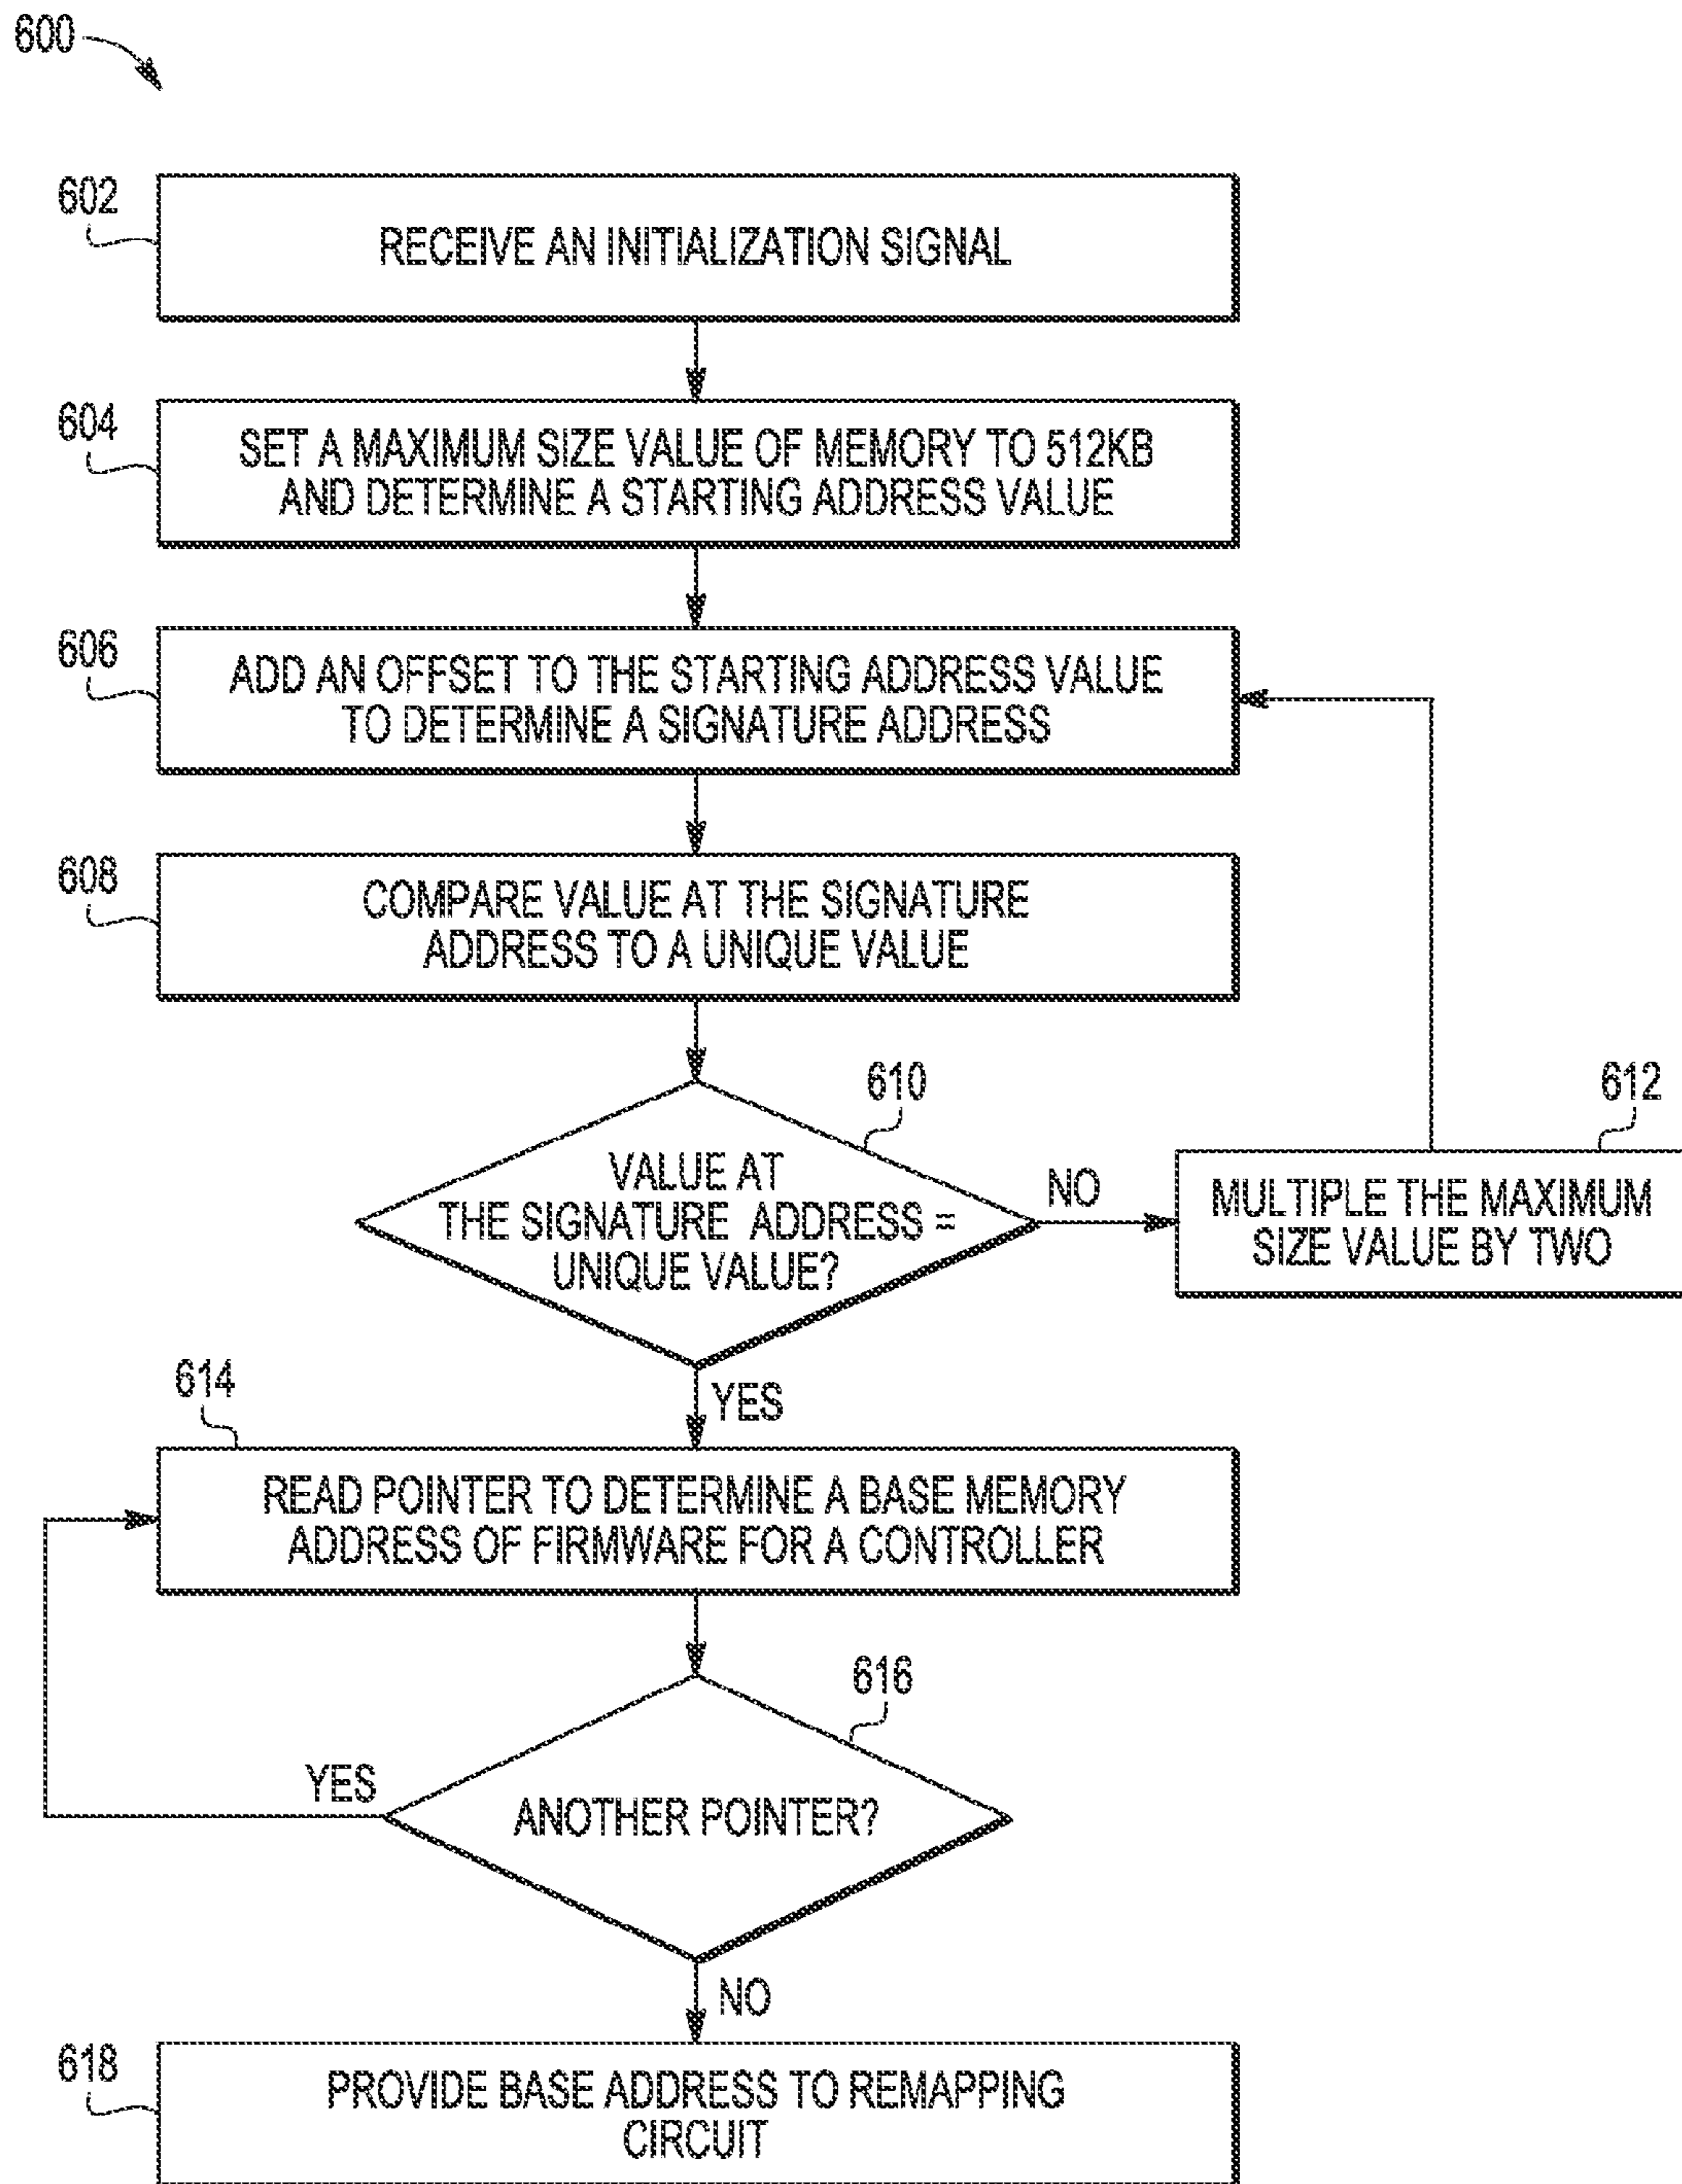 600
602
RECEIVE AN INITIALIZATION SIGNAL
604
SET A MAXIMUM SIZE VALUE OF MEMORY TO 512KB
AND DETERMINE A STARTING ADDRESS VALUE
606
ADD AN OFFSET TO THE STARTING ADDRESS VALUE
TO DETERMINE A SIGNATURE ADDRESS
608
COMPARE VALUE AT THE SIGNATURE
ADDRESS TO A UNIQUE VALUE
610
VALUE AT
THE SIGNATURE ADDRESS =
UNIQUE VALUE?
NO
612
MULTIPLE THE MAXIMUM
SIZE VALUE BY TWO
YES
614
READ POINTER TO DETERMINE A BASE MEMORY
ADDRESS OF FIRMWARE FOR A CONTROLLER
616
ANOTHER POINTER?
YES
NO
618
PROVIDE BASE ADDRESS TO REMAPPING
CIRCUIT